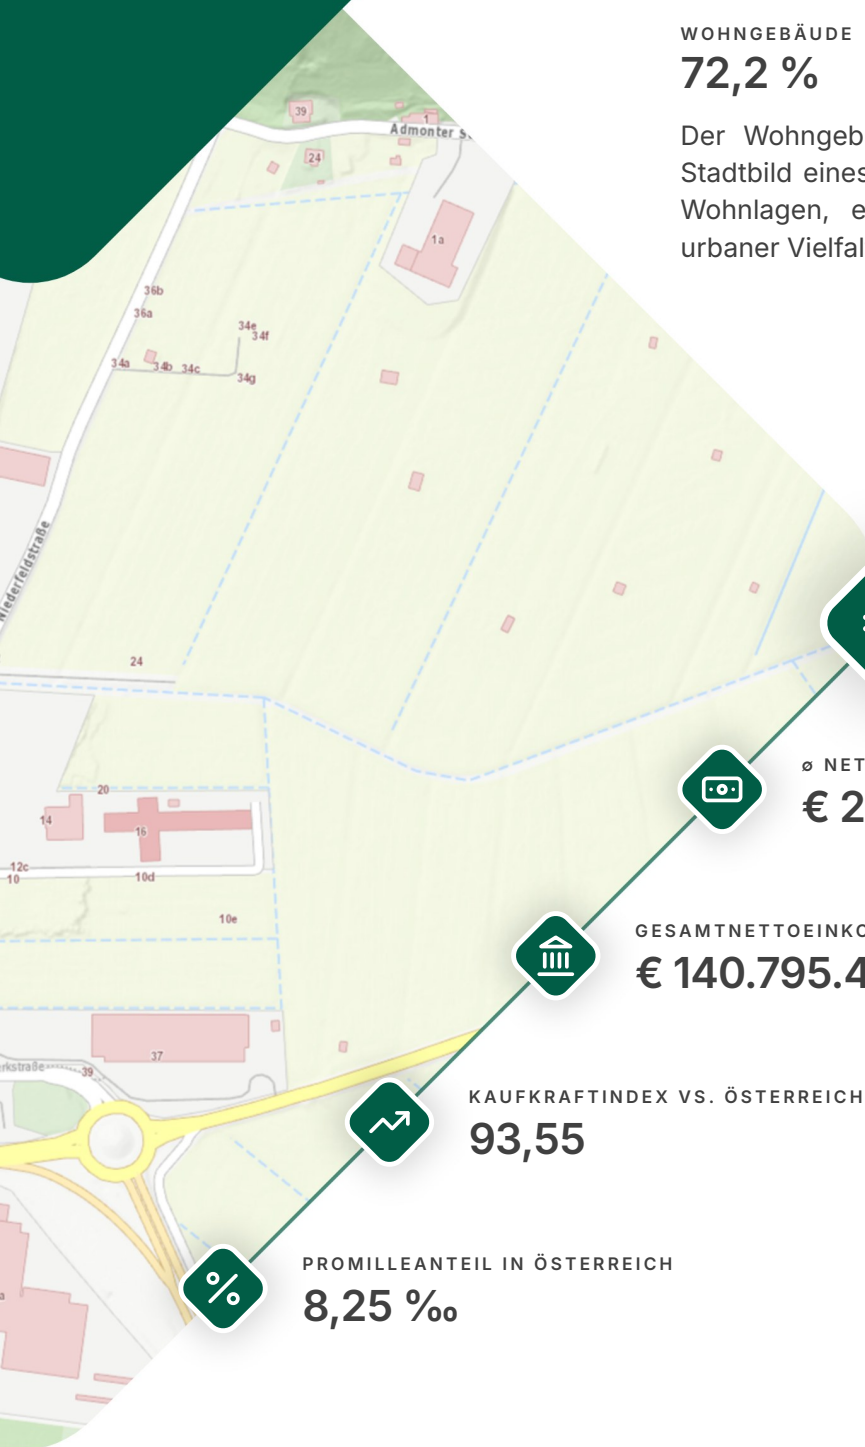 WOHNGEBÄUDE
72,2 %
Der Wohngeb
Stadtbild eines
Wohnlagen, e
urbaner Vielfal
39
1
Admonter S
24
1a
36b
36a
34e
34f
34a
34b
34c
34g
Niederfeldstraße
24
ø NET
€ 2
20
14
16
12c
10
10d
10e
GESAMTNETTOEINKO
€ 140.795.4
37
rkstraße
39
KAUFKRAFTINDEX VS. ÖSTERREICH
93,55
PROMILLEANTEIL IN ÖSTERREICH
8,25 ‰
a